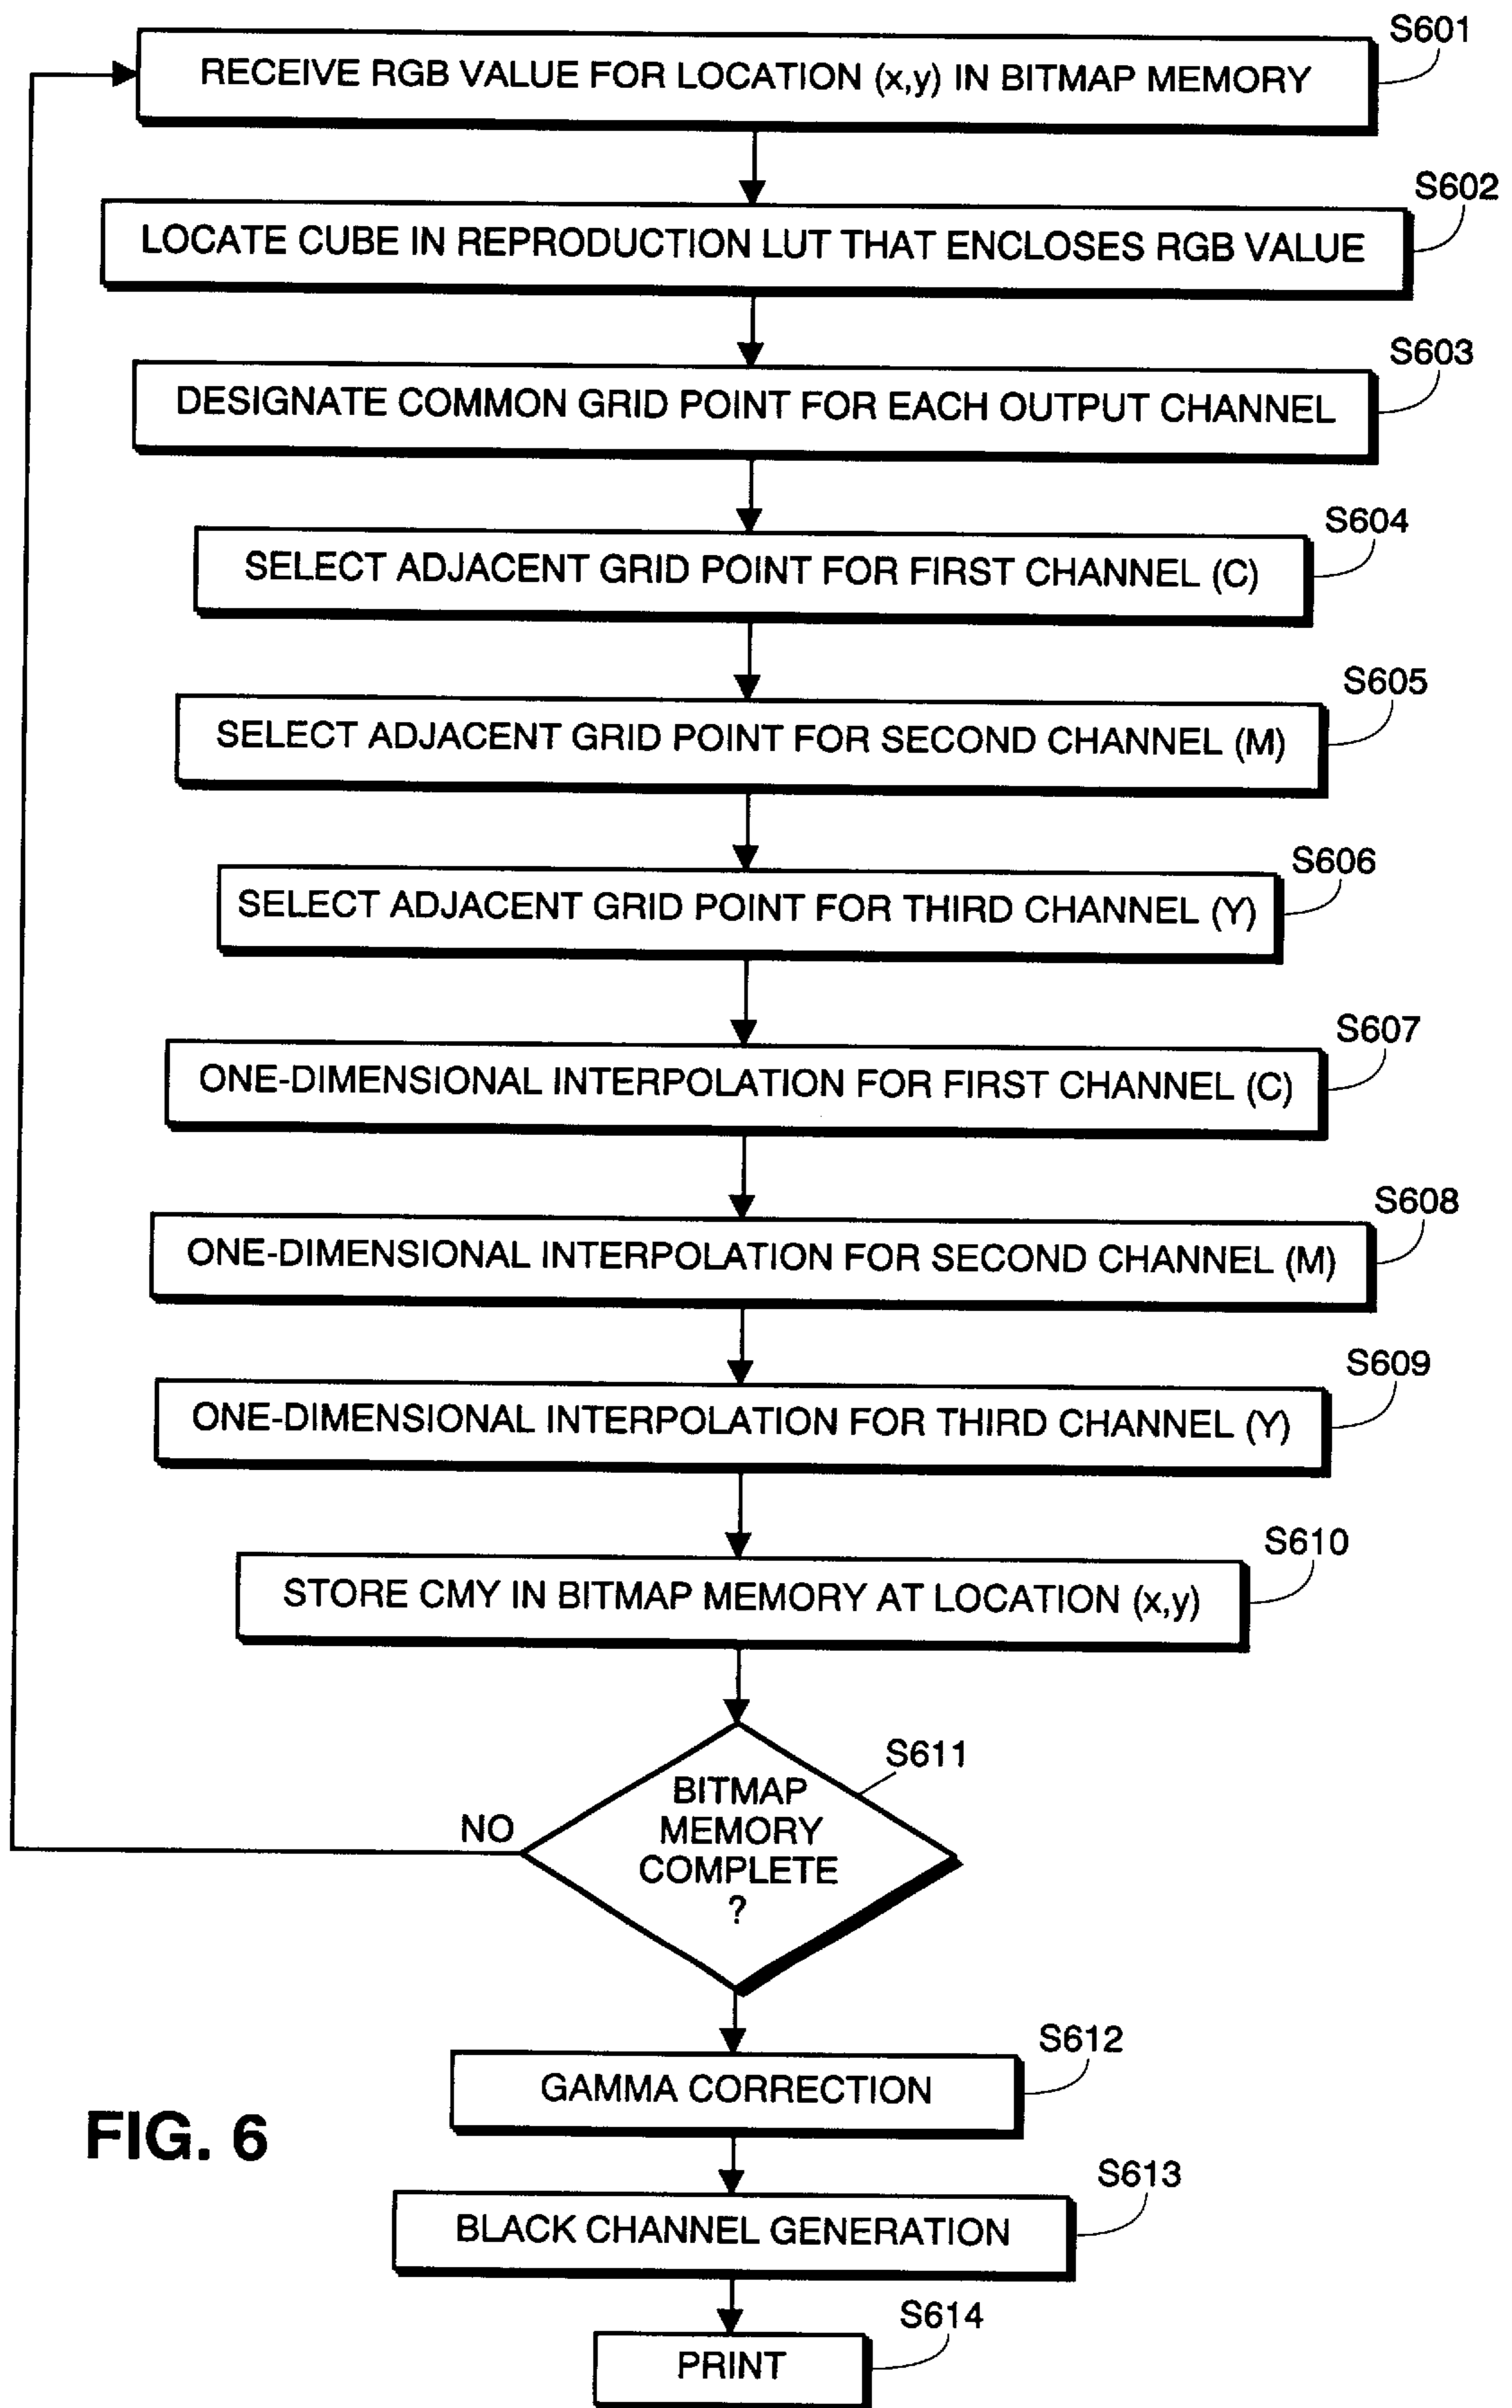 S601
RECEIVE RGB VALUE FOR LOCATION (x,y) IN BITMAP MEMORY
S602
LOCATE CUBE IN REPRODUCTION LUT THAT ENCLOSES RGB VALUE
S603
DESIGNATE COMMON GRID POINT FOR EACH OUTPUT CHANNEL
S604
SELECT ADJACENT GRID POINT FOR FIRST CHANNEL (C)
S605
SELECT ADJACENT GRID POINT FOR SECOND CHANNEL (M)
S606
SELECT ADJACENT GRID POINT FOR THIRD CHANNEL (Y)
S607
ONE-DIMENSIONAL INTERPOLATION FOR FIRST CHANNEL (C)
S608
ONE-DIMENSIONAL INTERPOLATION FOR SECOND CHANNEL (M)
S609
ONE-DIMENSIONAL INTERPOLATION FOR THIRD CHANNEL (Y)
S610
STORE CMY IN BITMAP MEMORY AT LOCATION (x,y)
S611
BITMAP
MEMORY
COMPLETE
?
NO
S612
GAMMA CORRECTION
FIG. 6
S613
BLACK CHANNEL GENERATION
S614
PRINT